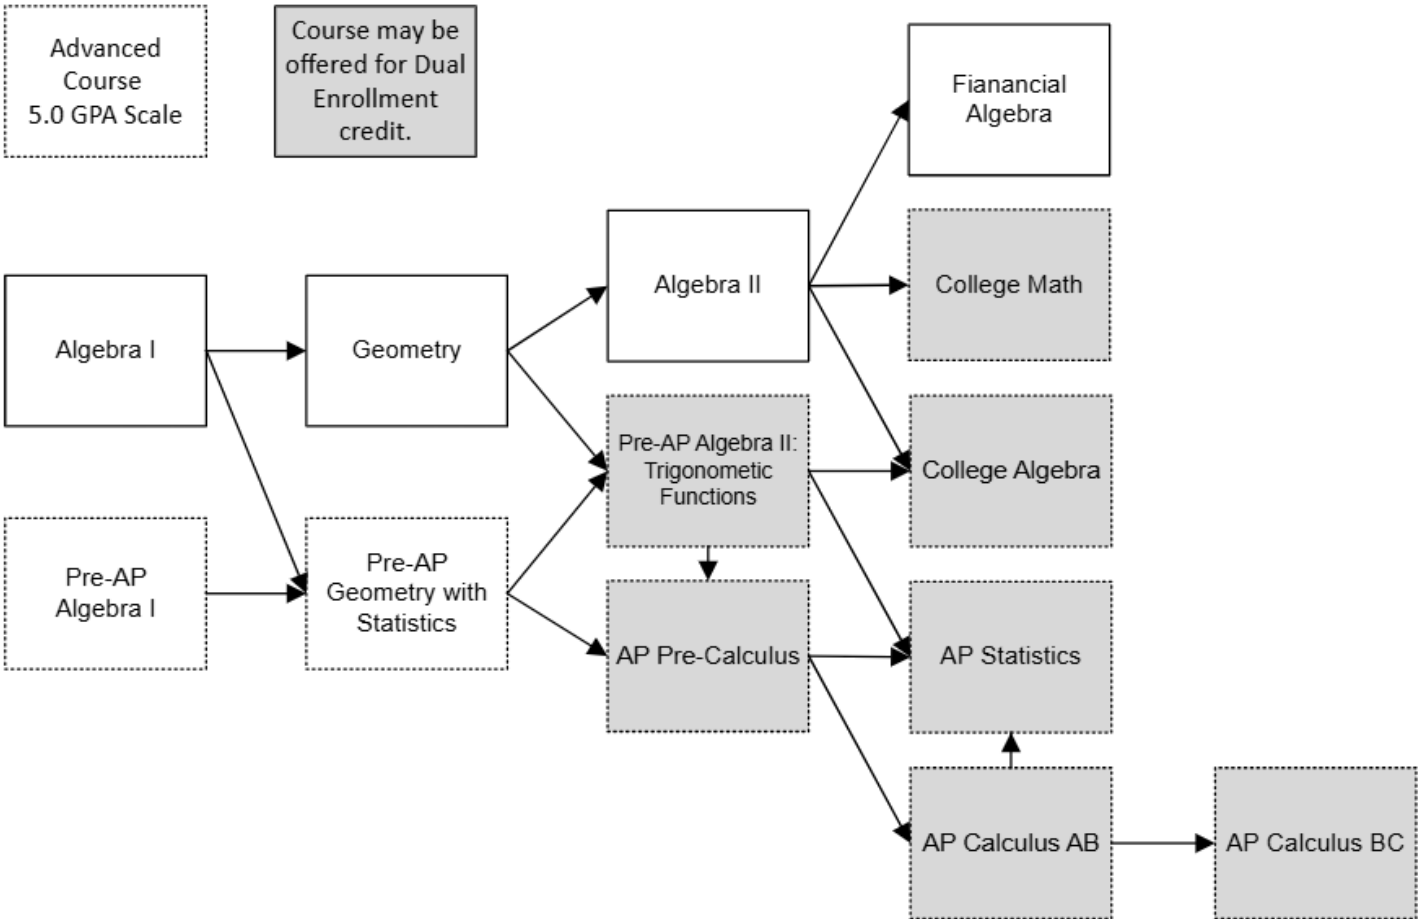 Advanced
Course
5.0 GPA Scale
Course may be
offered for Dual
Enrollment
credit.
Fianancial
Algebra
Algebra II
College Math
Algebra I
Geometry
Pre-AP Algebra II:
Trigonometic
Functions
College Algebra
Pre-AP
Algebra I
Pre-AP
Geometry with
Statistics
AP Pre-Calculus
AP Statistics
AP Calculus AB
AP Calculus BC